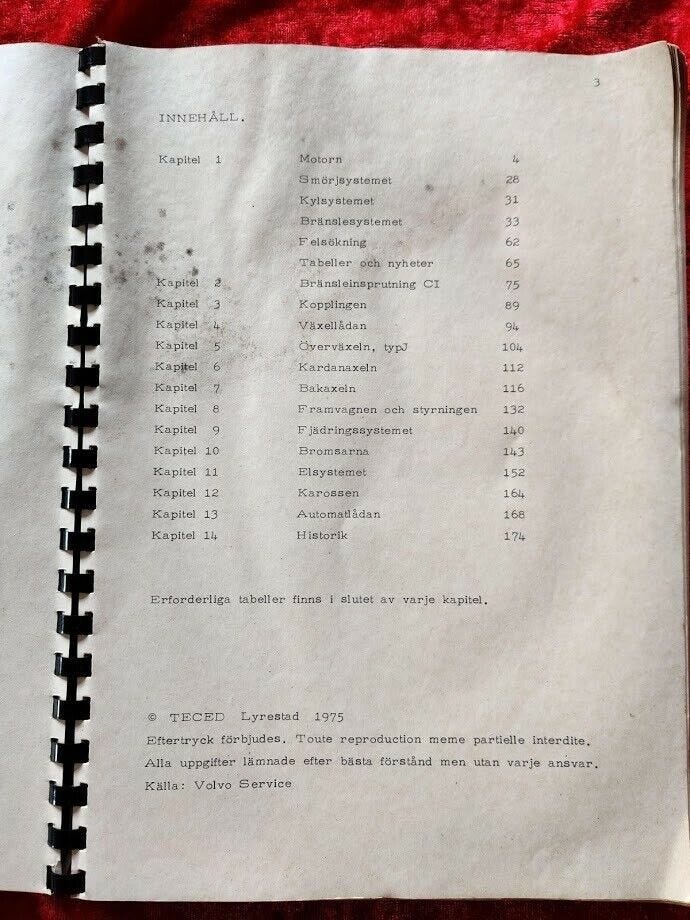 3
INNEHÅLL.
Kapitel 1 Motorn 4
Smörjsystemet 28
Kylsystemet 31
Bränslesystemet 33
Felsökning 62
Tabeller och nyheter 65
Kapitel 2 Bränsleinsprutning CI 75
Kapitel 3 Kopplingen 89
Kapitel 4 Växellådan 94
Kapitel 5 Överväxeln, typJ 104
Kapitel 6 Kardanaxeln 112
Kapitel 7 Bakaxeln 116
Kapitel 8 Framvagnen och styrningen 132
Kapitel 9 Fjädringssystemet 140
Kapitel 10 Bromsarna 143
Kapitel 11 Elsystemet 152
Kapitel 12 Karossen 164
Kapitel 13 Automatlådan 168
Kapitel 14 Historik 174
Erforderliga tabeller finns i slutet av varje kapitel.
© TECED Lyrestad 1975
Eftertryck förbjudes. Toute reproduction meme partielle interdite.
Alla uppgifter lämnade efter bästa förstånd men utan varje ansvar.
Källa: Volvo Service